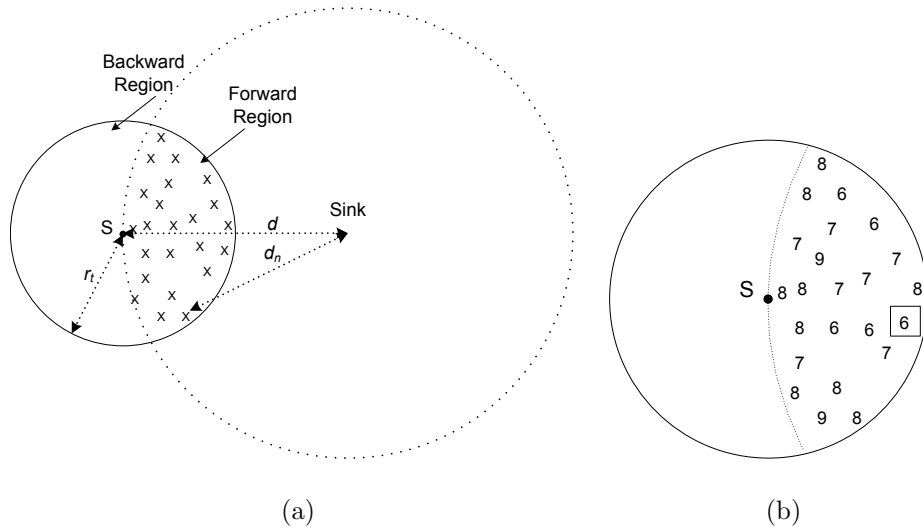 Backward
Region
Forward
Region
x
x x
x x
x x
x x x x x
S d Sink
x x x x
d_n
x x
r_t
x x
x x
(a)
8
8 6
7 7 6
9 7
S 8 8 7 7 8
8 6 6 6
7 7
8 8
9 8
(b)